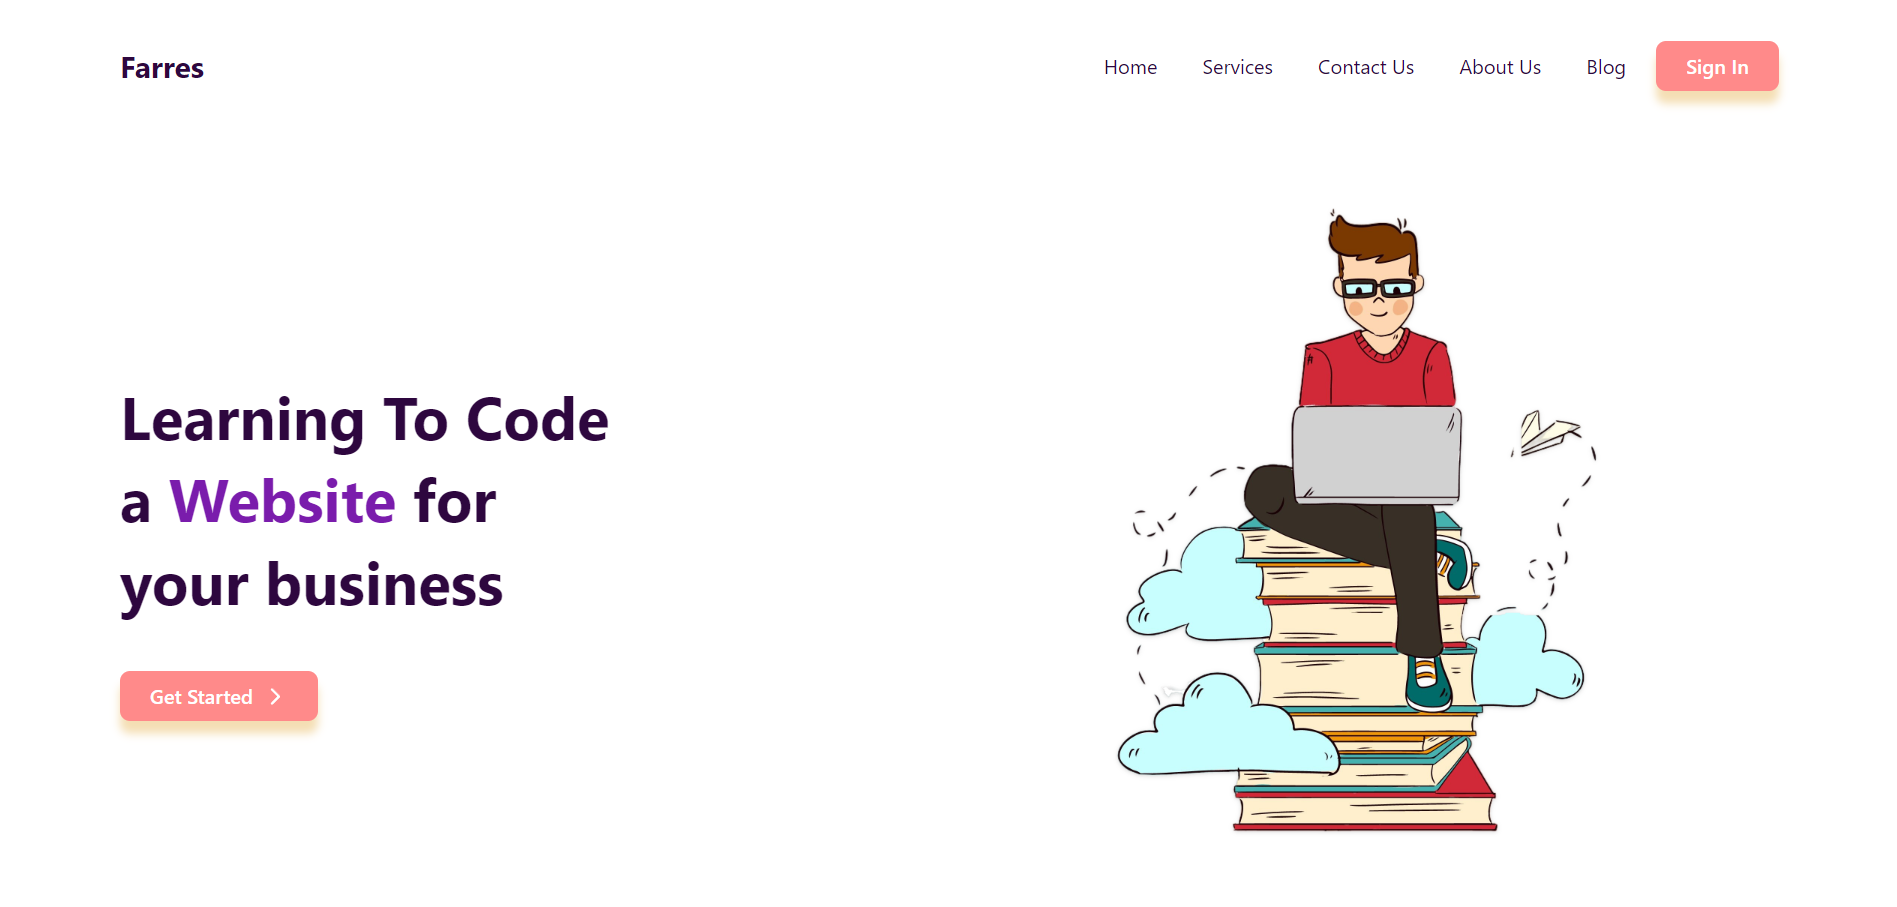 Farres
Home Services Contact Us About Us Blog Sign In
Learning To Code
a Website for
your business
Get Started